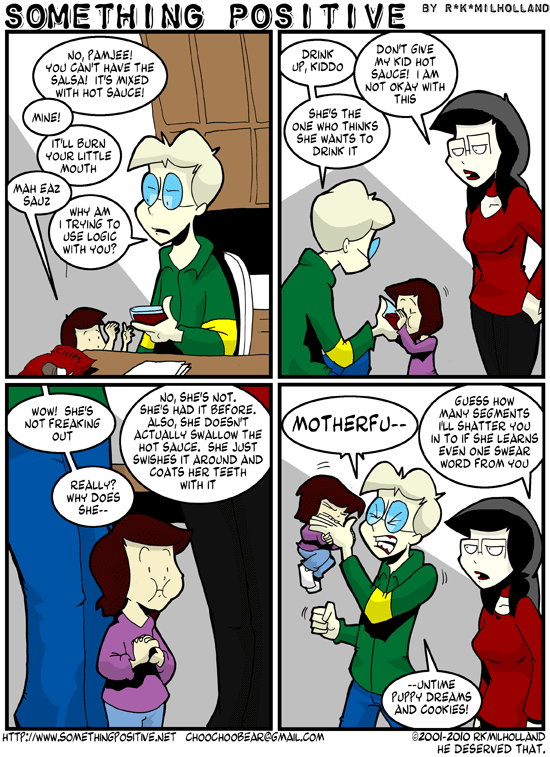 SOMETHING POSITIVE BY R*K*MILHOLLAND
NO, PAMJEE!
YOU CAN'T HAVE THE
SALSA! IT'S MIXED
WITH HOT SAUCE!
MINE!
IT'LL BURN
YOUR LITTLE
MOUTH
MAH EAZ
SAUZ
WHY AM
I TRYING TO
USE LOGIC
WITH YOU?
CHIPS
DRINK
UP, KIDDO
DON'T GIVE
MY KID HOT
SAUCE! I AM
NOT OKAY WITH
THIS
SHE'S THE
ONE WHO THINKS
SHE WANTS TO
DRINK IT
WOW! SHE'S
NOT FREAKING
OUT
NO, SHE'S NOT.
SHE'S HAD IT BEFORE.
ALSO, SHE DOESN'T
ACTUALLY SWALLOW THE
HOT SAUCE. SHE JUST
SWISHES IT AROUND AND
COATS HER TEETH
WITH IT
REALLY?
WHY DOES
SHE--
MOTHERFU--
GUESS HOW
MANY SEGMENTS
I'LL SHATTER YOU
IN TO IF SHE LEARNS
EVEN ONE SWEAR
WORD FROM YOU
--UNTIME
PUPPY DREAMS
AND COOKIES!
HTTP://WWW.SOMETHINGPOSITIVE.NET CHOOCHOOBEAR@GMAIL.COM ©2001-2010 RKMILHOLLAND
HE DESERVED THAT.